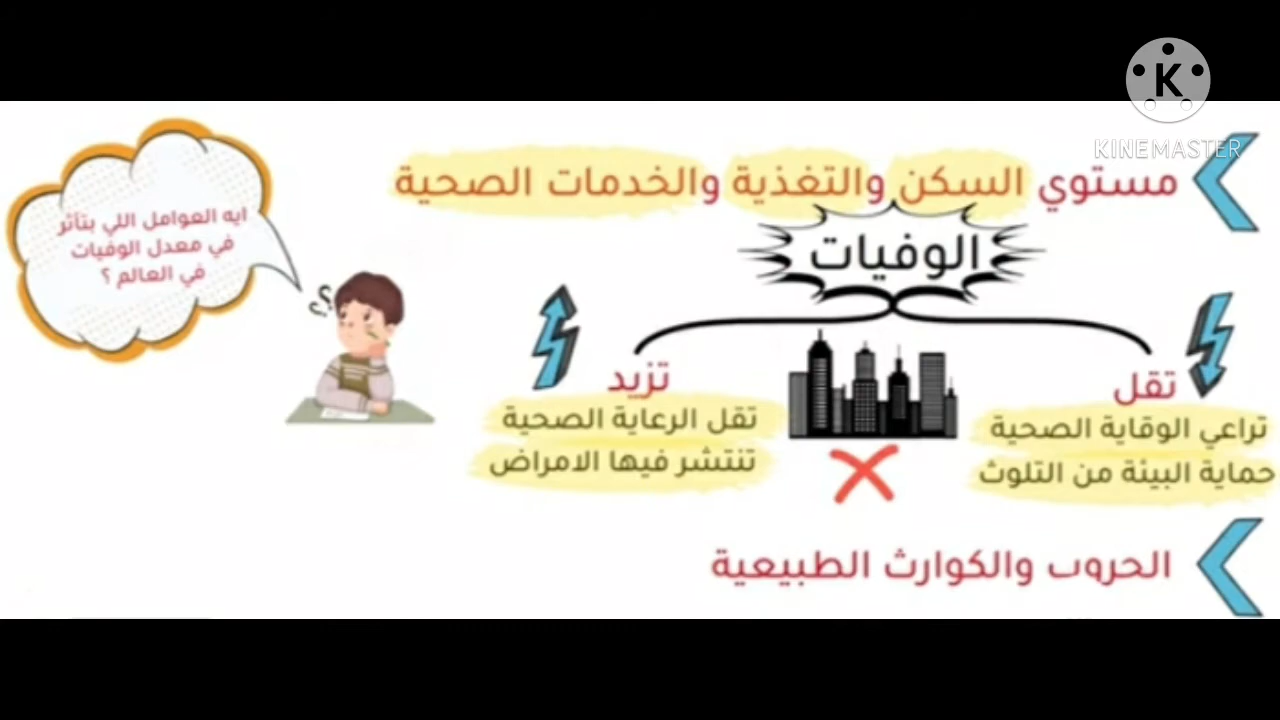 K
KINEMASTER
مستوي السكن والتغذية والخدمات الصحية
ايه العوامل اللي بتأثر
في معدل الوفيات
في العالم ؟
الوفيات
تقل
تراعي الوقاية الصحية
حماية البيئة من التلوث
تزيد
تقل الرعاية الصحية
تنتشر فيها الامراض
الحروب والكوارث الطبيعية